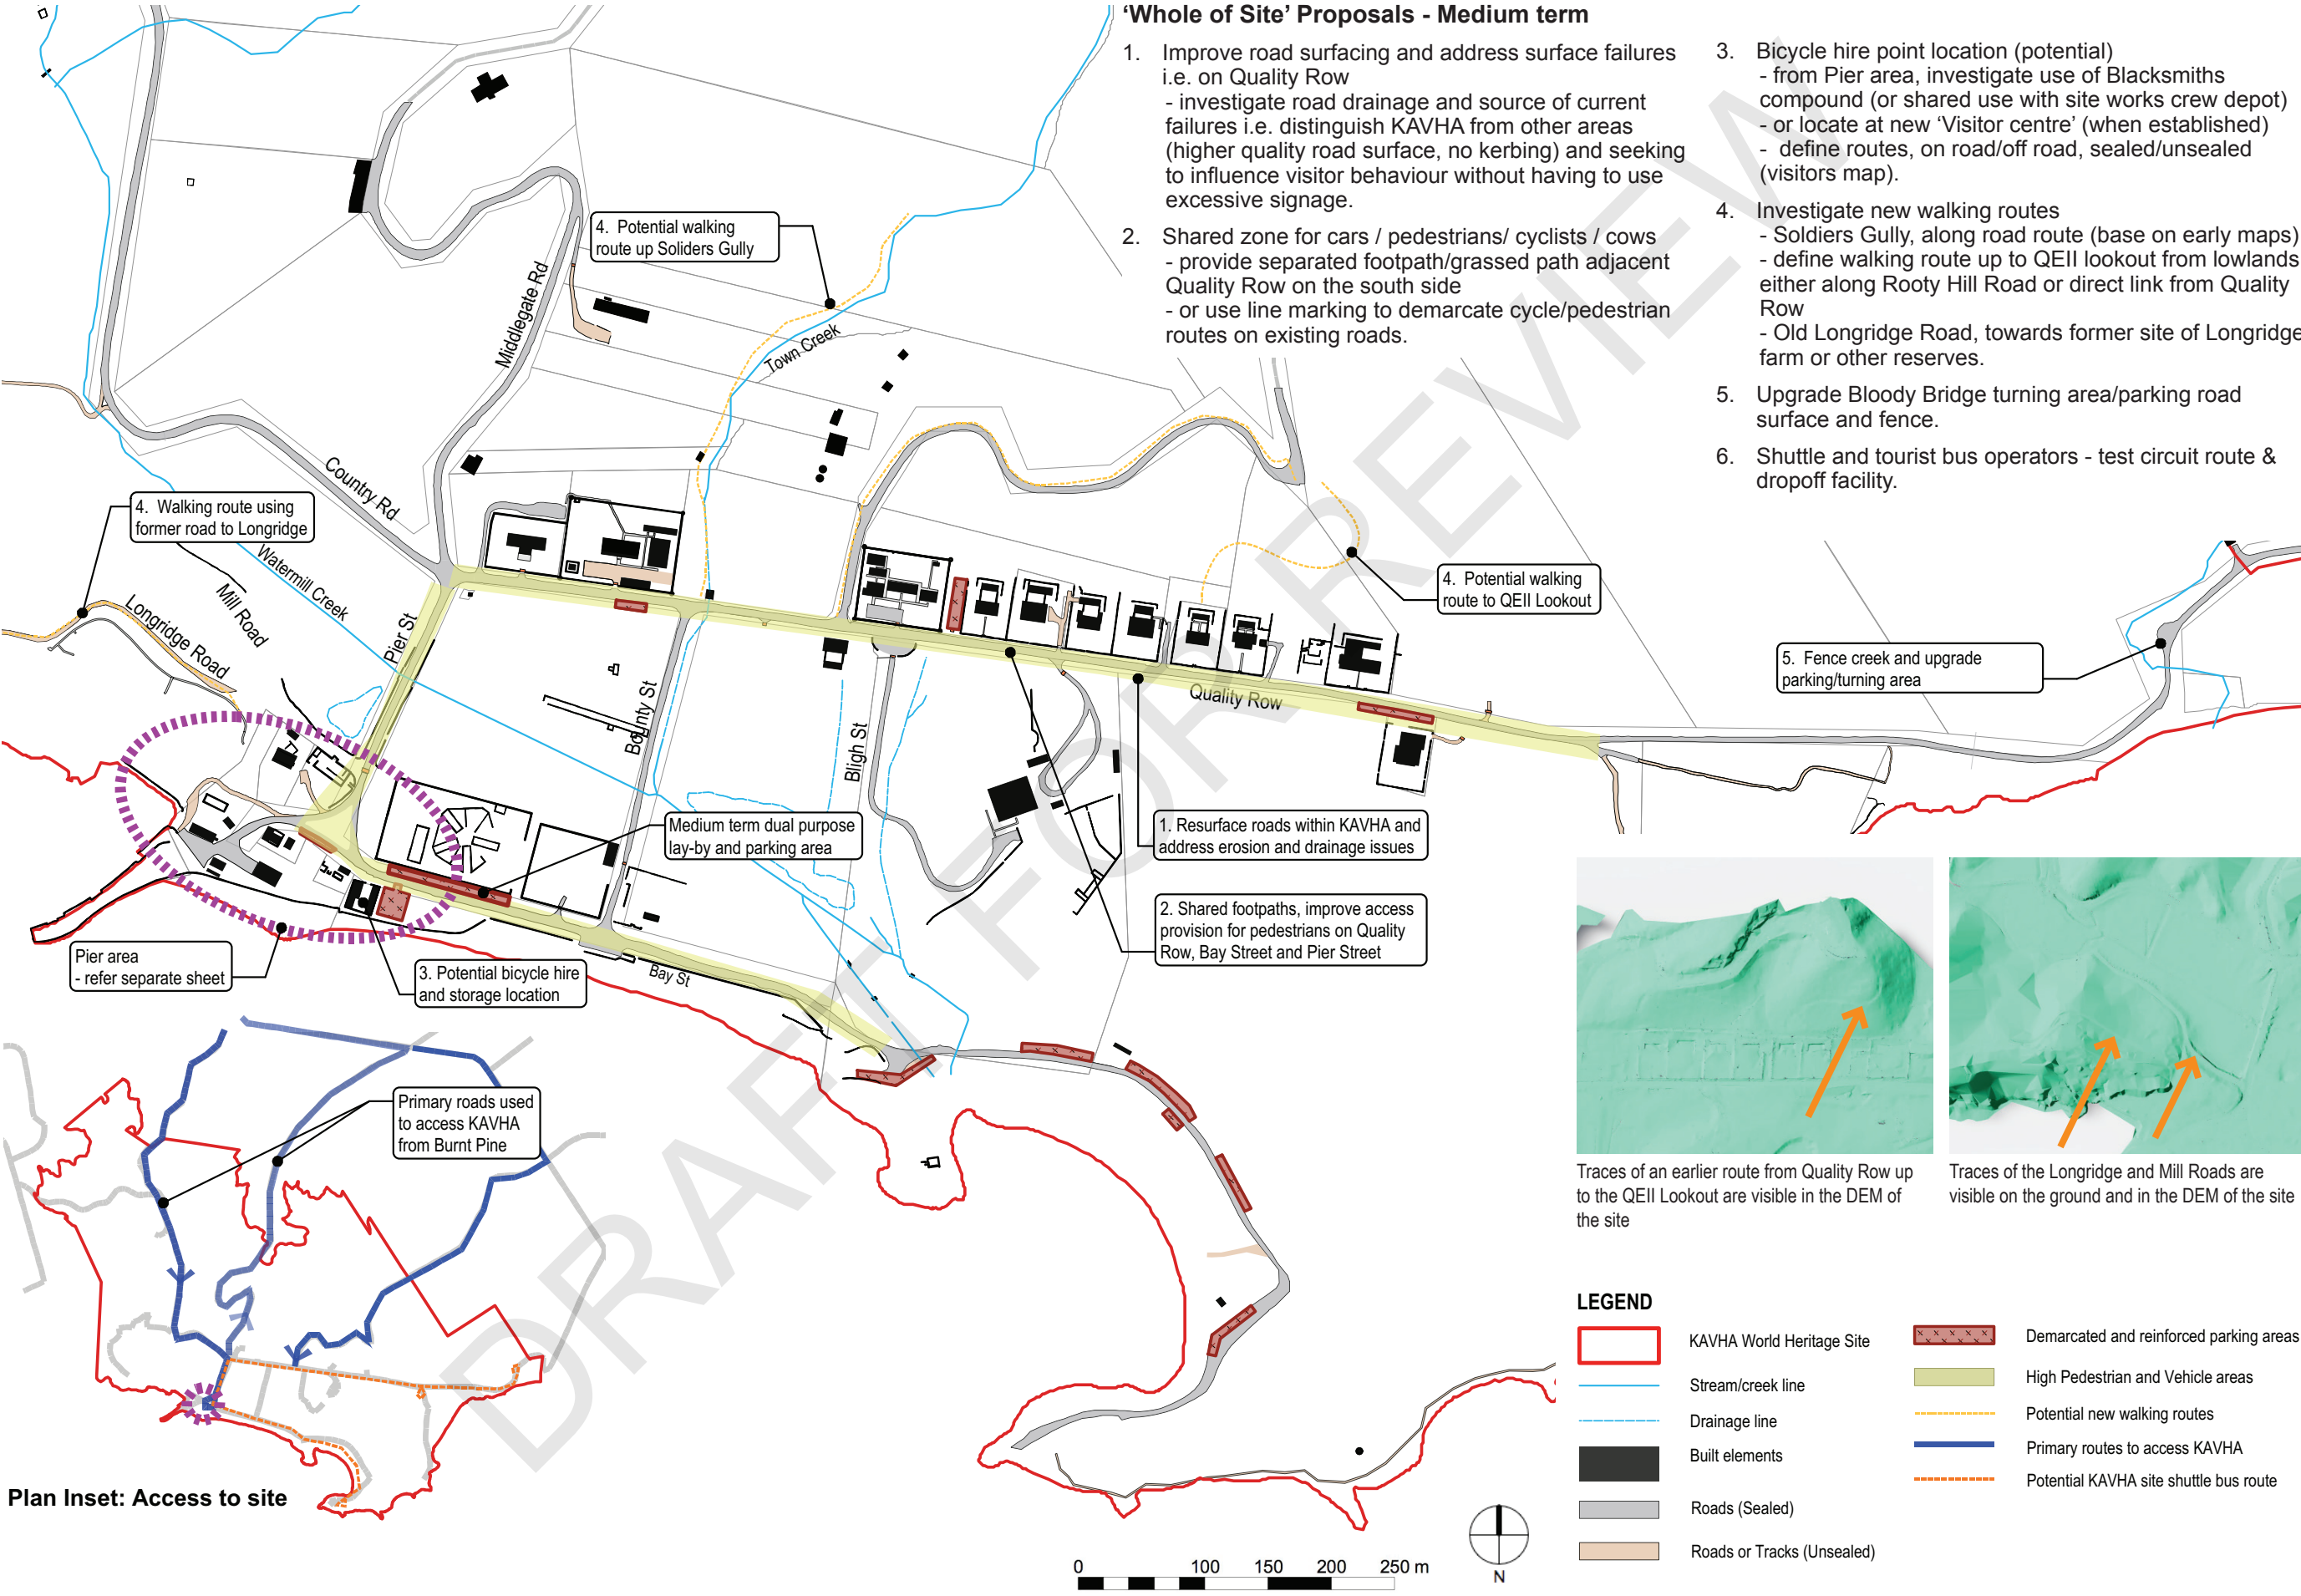 ‘Whole of Site’ Proposals - Medium term
1. Improve road surfacing and address surface failures
i.e. on Quality Row
- investigate road drainage and source of current
failures i.e. distinguish KAVHA from other areas
(higher quality road surface, no kerbing) and seeking
to influence visitor behaviour without having to use
excessive signage.
2. Shared zone for cars / pedestrians/ cyclists / cows
- provide separated footpath/grassed path adjacent
Quality Row on the south side
- or use line marking to demarcate cycle/pedestrian
routes on existing roads.
3. Bicycle hire point location (potential)
- from Pier area, investigate use of Blacksmiths
compound (or shared use with site works crew depot)
- or locate at new ‘Visitor centre’ (when established)
- define routes, on road/off road, sealed/unsealed
(visitors map).
4. Investigate new walking routes
- Soldiers Gully, along road route (base on early maps)
- define walking route up to QEII lookout from lowlands
either along Rooty Hill Road or direct link from Quality
Row
- Old Longridge Road, towards former site of Longridge
farm or other reserves.
5. Upgrade Bloody Bridge turning area/parking road
surface and fence.
6. Shuttle and tourist bus operators - test circuit route &
dropoff facility.
4. Potential walking
route up Soliders Gully
Middlegate Rd
Town Creek
Country Rd
4. Walking route using
former road to Longridge
Watermill Creek
Mill Road
Longridge Road
Pier St
Bounty St
Bligh St
Quality Row
4. Potential walking
route to QEII Lookout
5. Fence creek and upgrade
parking/turning area
Medium term dual purpose
lay-by and parking area
1. Resurface roads within KAVHA and
address erosion and drainage issues
2. Shared footpaths, improve access
provision for pedestrians on Quality
Row, Bay Street and Pier Street
Pier area
- refer separate sheet
3. Potential bicycle hire
and storage location
Bay St
Primary roads used
to access KAVHA
from Burnt Pine
Plan Inset: Access to site
Traces of an earlier route from Quality Row up
to the QEII Lookout are visible in the DEM of
the site
Traces of the Longridge and Mill Roads are
visible on the ground and in the DEM of the site
LEGEND
KAVHA World Heritage Site
Stream/creek line
Drainage line
Built elements
Roads (Sealed)
Roads or Tracks (Unsealed)
Demarcated and reinforced parking areas
High Pedestrian and Vehicle areas
Potential new walking routes
Primary routes to access KAVHA
Potential KAVHA site shuttle bus route
0 100 150 200 250 m
N
DRAFT FOR REVIEW